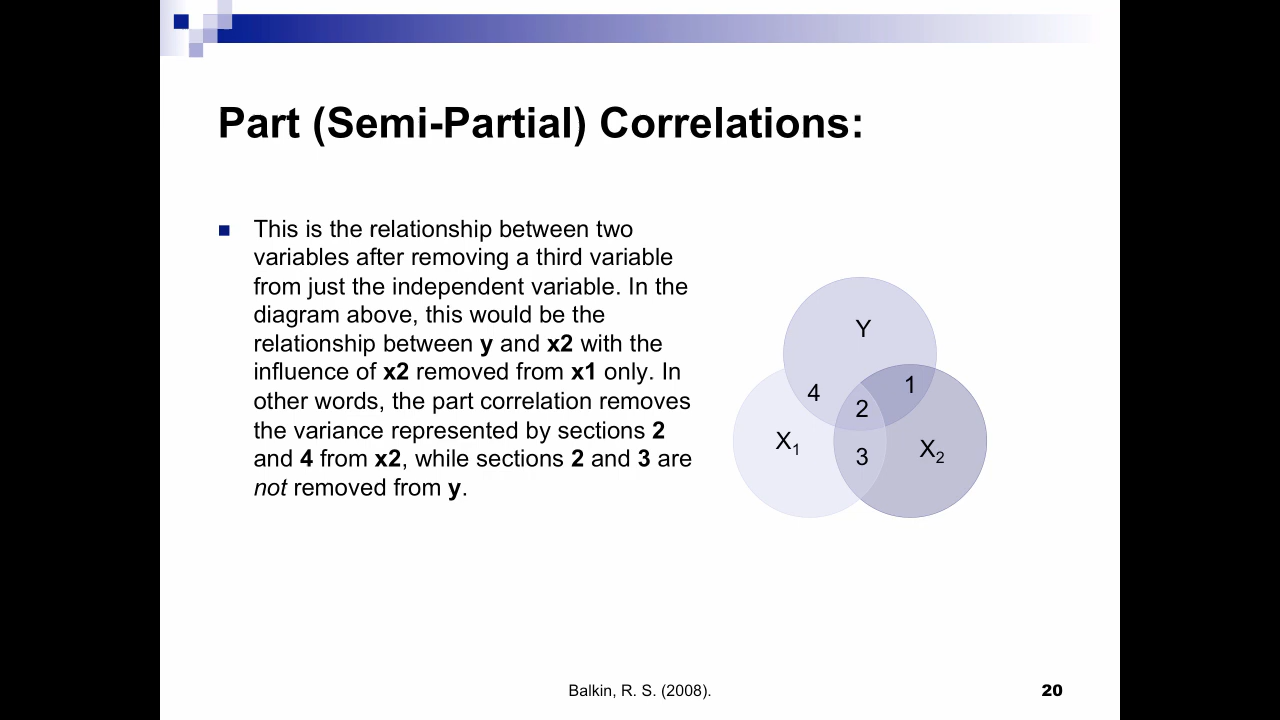 Part (Semi-Partial) Correlations:
This is the relationship between two
variables after removing a third variable
from just the independent variable. In the
diagram above, this would be the
relationship between y and x2 with the
influence of x2 removed from x1 only. In
other words, the part correlation removes
the variance represented by sections 2
and 4 from x2, while sections 2 and 3 are
not removed from y.
Y
4
1
2
X1
3
X2
Balkin, R. S. (2008).
20